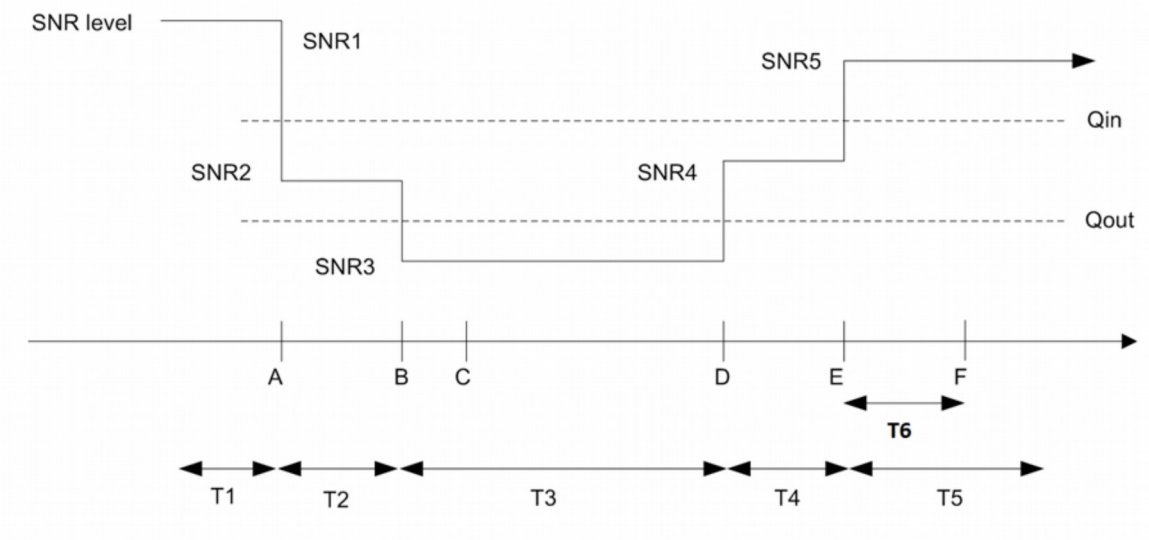 SNR level
SNR1
SNR5
Qin
SNR2
SNR4
Qout
SNR3
A B C D E F
T6
T1 T2 T3 T4 T5